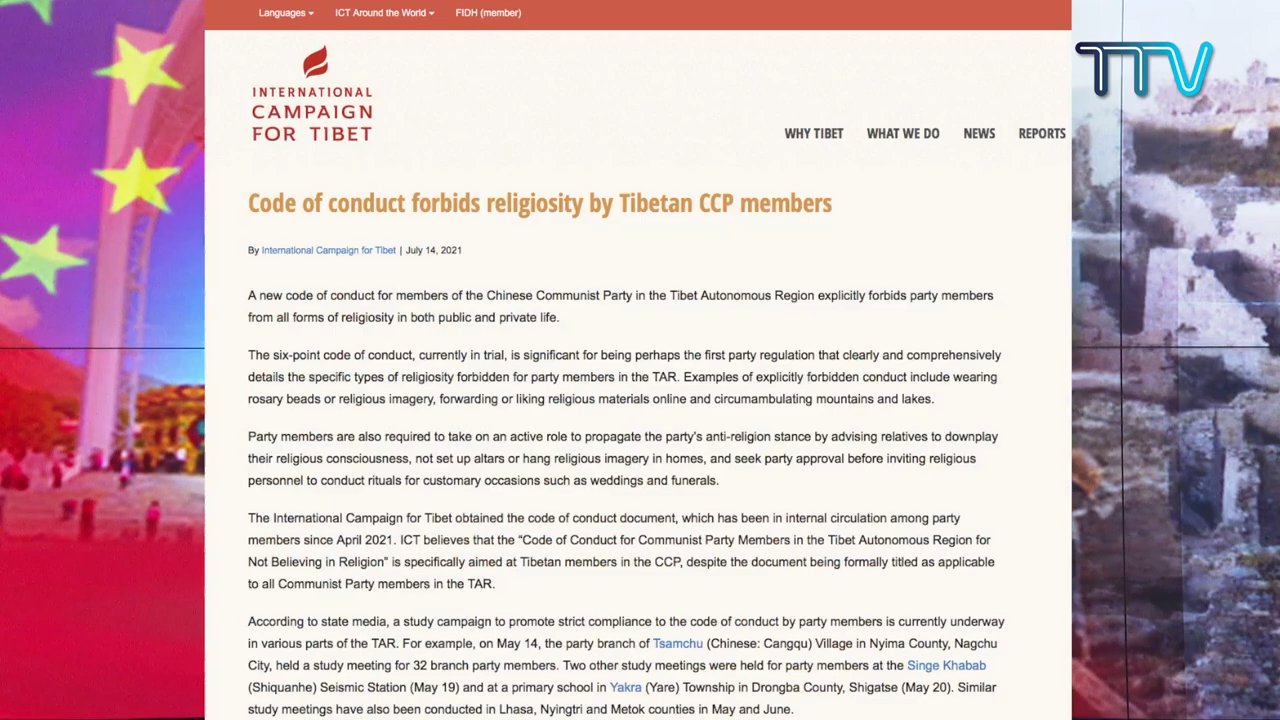 Languages ICT Around the World FIDH (member)
TTV
INTERNATIONAL
CAMPAIGN
FOR TIBET
WHY TIBET WHAT WE DO NEWS REPORTS
Code of conduct forbids religiosity by Tibetan CCP members
By International Campaign for Tibet | July 14, 2021
A new code of conduct for members of the Chinese Communist Party in the Tibet Autonomous Region explicitly forbids party members
from all forms of religiosity in both public and private life.
The six-point code of conduct, currently in trial, is significant for being perhaps the first party regulation that clearly and comprehensively
details the specific types of religiosity forbidden for party members in the TAR. Examples of explicitly forbidden conduct include wearing
rosary beads or religious imagery, forwarding or liking religious materials online and circumambulating mountains and lakes.
Party members are also required to take on an active role to propagate the party's anti-religion stance by advising relatives to downplay
their religious consciousness, not set up altars or hang religious imagery in homes, and seek party approval before inviting religious
personnel to conduct rituals for customary occasions such as weddings and funerals.
The International Campaign for Tibet obtained the code of conduct document, which has been in internal circulation among party
members since April 2021. ICT believes that the “Code of Conduct for Communist Party Members in the Tibet Autonomous Region for
Not Believing in Religion” is specifically aimed at Tibetan members in the CCP, despite the document being formally titled as applicable
to all Communist Party members in the TAR.
According to state media, a study campaign to promote strict compliance to the code of conduct by party members is currently underway
in various parts of the TAR. For example, on May 14, the party branch of Tsamchu (Chinese: Cangqu) Village in Nyima County, Nagchu
City, held a study meeting for 32 branch party members. Two other study meetings were held for party members at the Singe Khabab
(Shiquanhe) Seismic Station (May 19) and at a primary school in Yakra (Yare) Township in Drongba County, Shigatse (May 20). Similar
study meetings have also been conducted in Lhasa, Nyingtri and Metok counties in May and June.